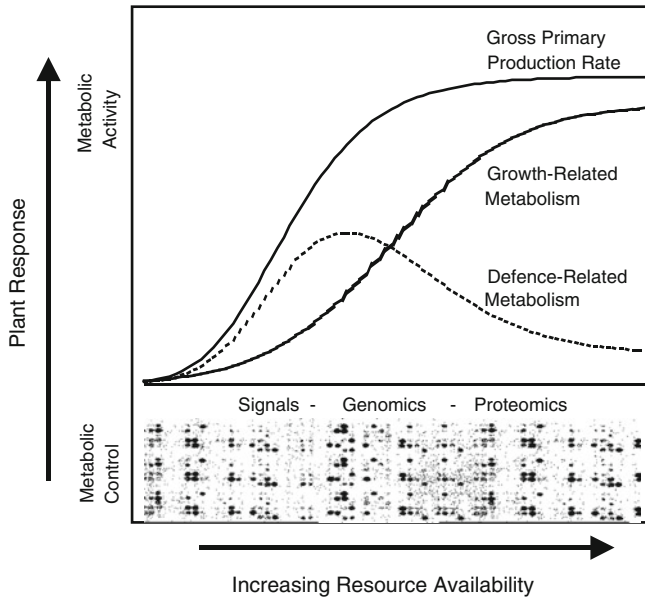 Gross Primary
Production Rate
Growth-Related
Metabolism
Defence-Related
Metabolism
Signals - Genomics - Proteomics
Metabolic
Activity
Plant Response
Metabolic
Control
Increasing Resource Availability